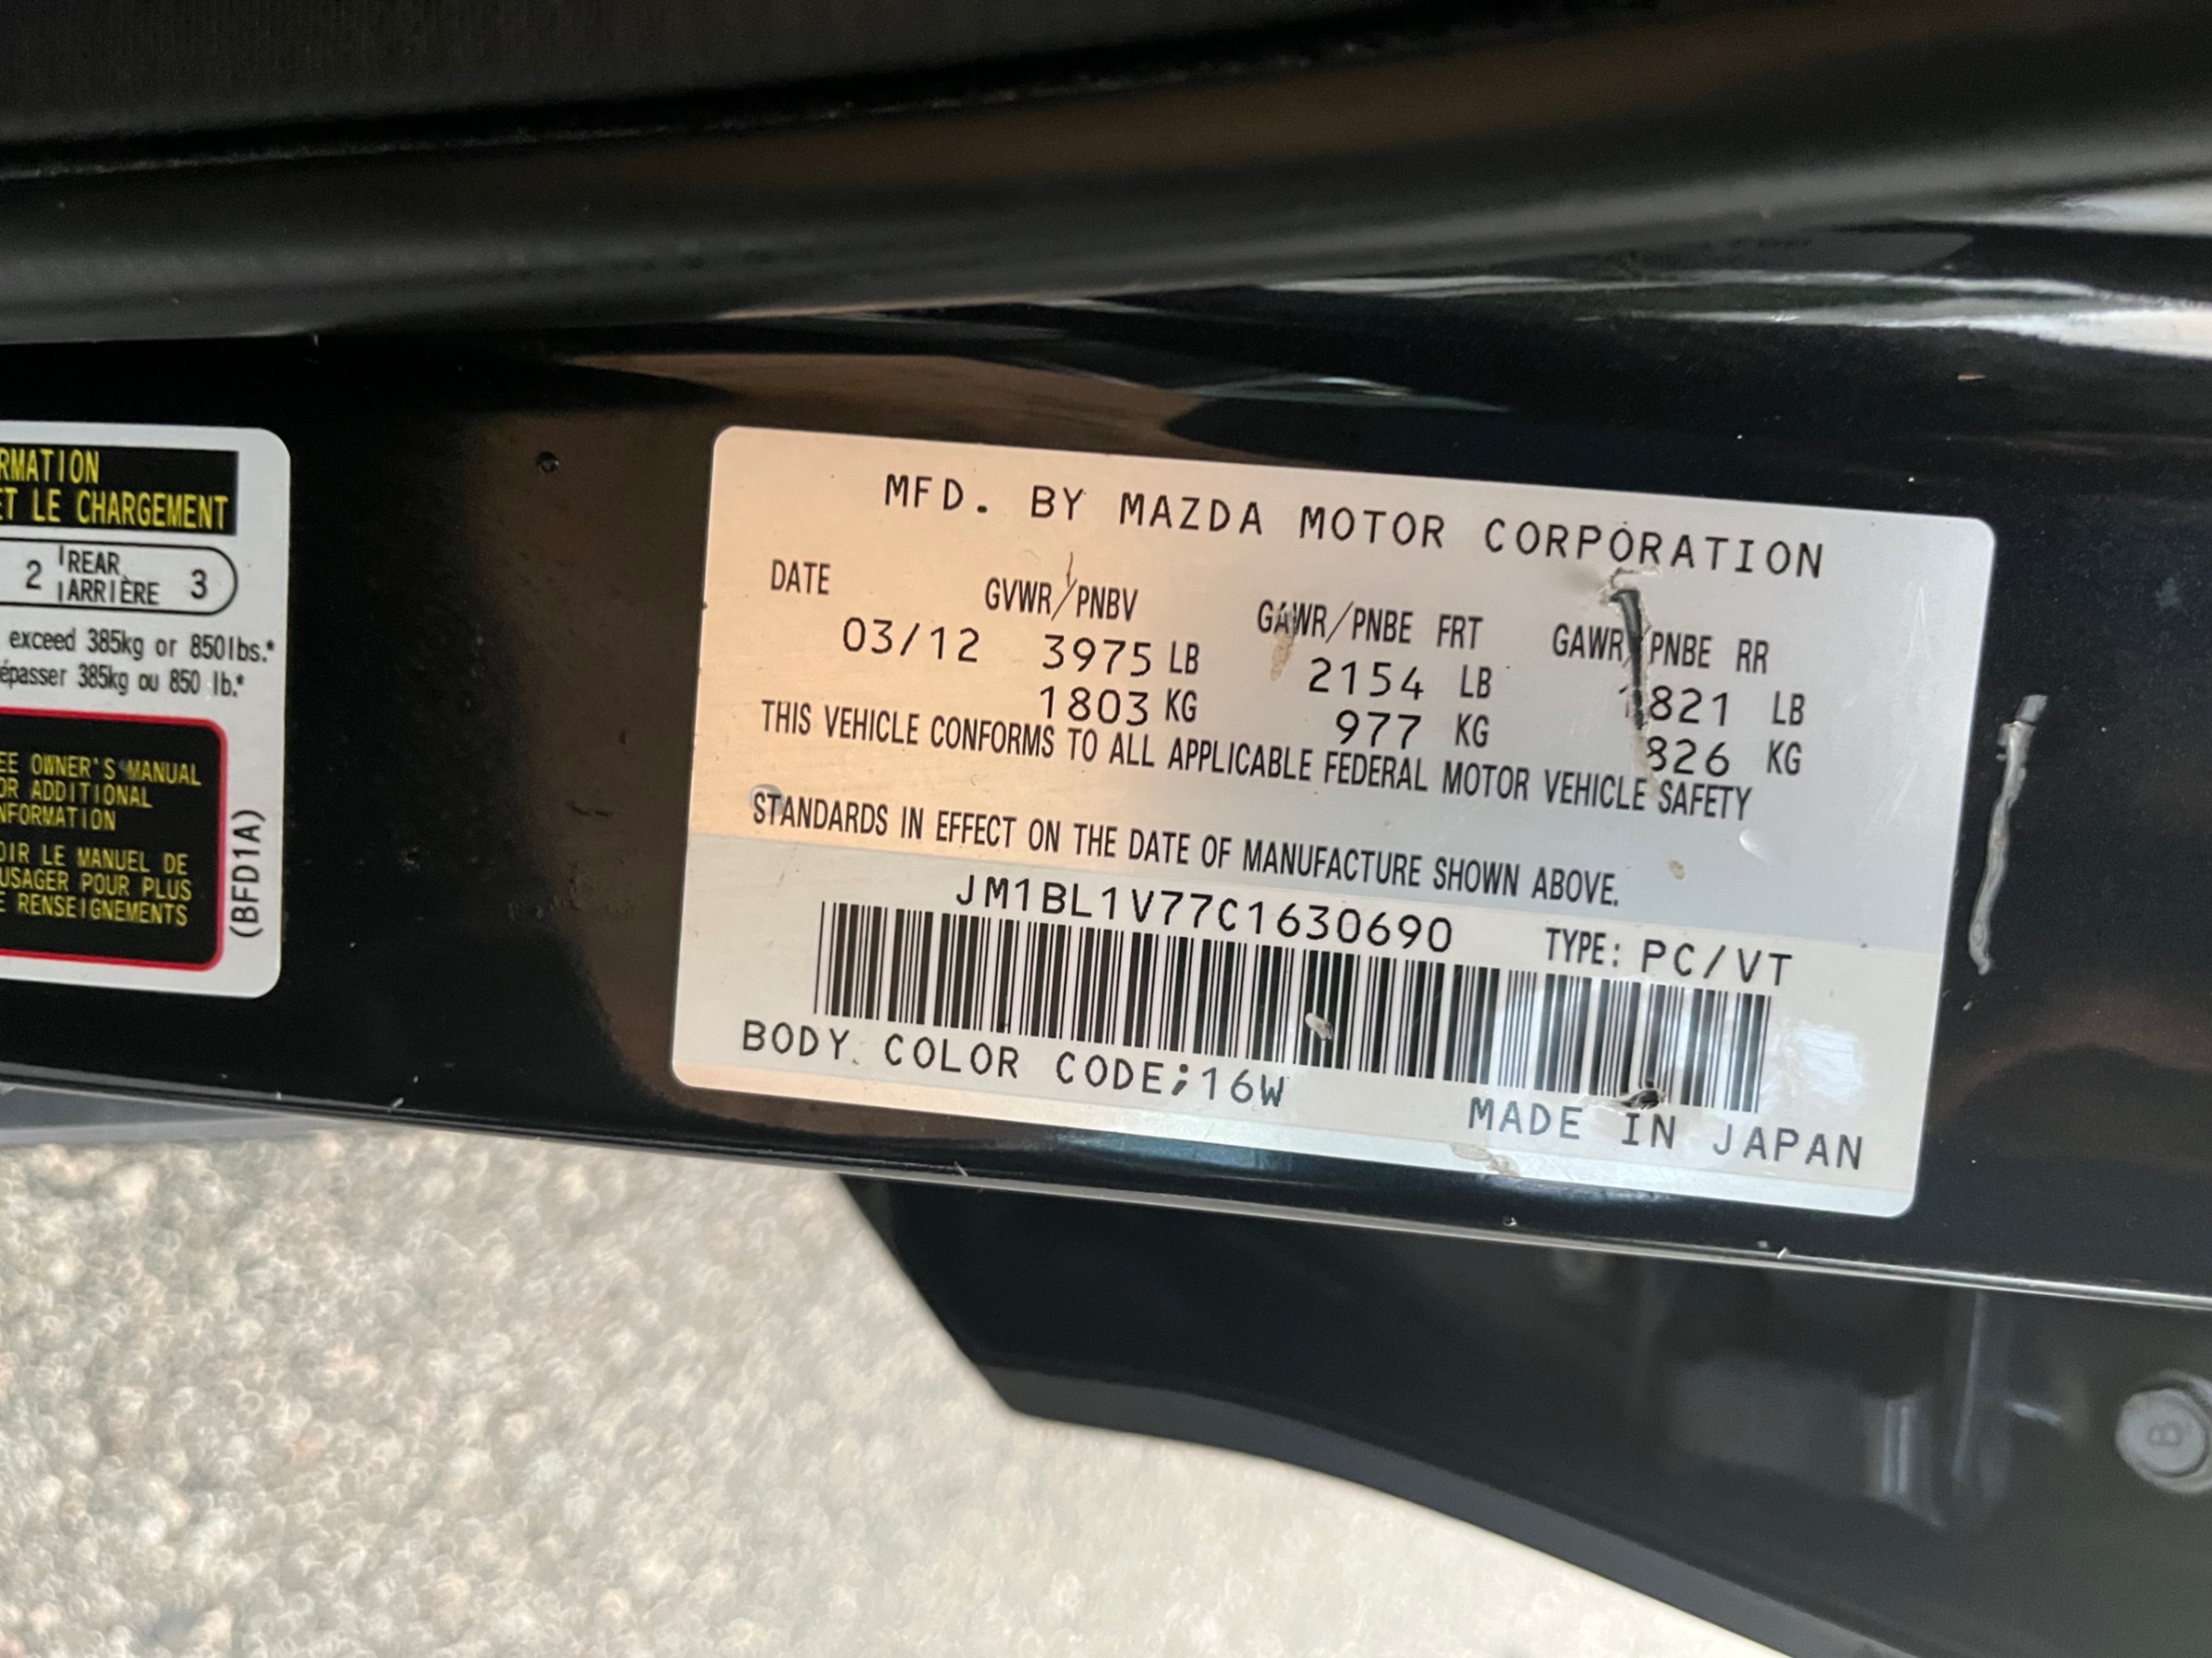 RMATION
ET LE CHARGEMENT
2 REAR
ARRIÈRE 3
exceed 385kg or 850lbs.*
épasser 385kg ou 850 lb.*
EE OWNER'S MANUAL
OR ADDITIONAL
NFORMATION
OIR LE MANUEL DE
USAGER POUR PLUS
E RENSEIGNEMENTS
(BFD1A)
MFD. BY MAZDA MOTOR CORPORATION
DATE GVWR/PNBV GAWR/PNBE FRT GAWR/PNBE RR
03/12 3975 LB 2154 LB 1821 LB
1803 KG 977 KG 826 KG
THIS VEHICLE CONFORMS TO ALL APPLICABLE FEDERAL MOTOR VEHICLE SAFETY
STANDARDS IN EFFECT ON THE DATE OF MANUFACTURE SHOWN ABOVE.
JM1BL1V77C1630690 TYPE: PC/VT
BODY COLOR CODE;16W
MADE IN JAPAN
8